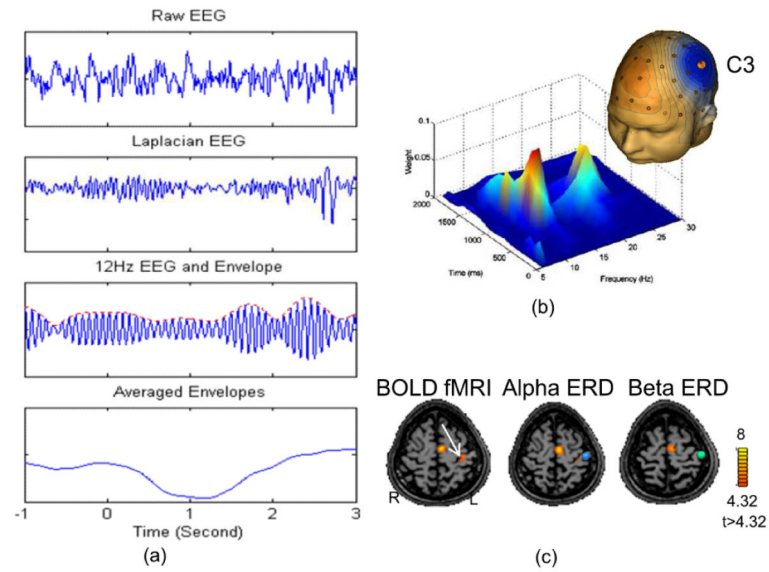 Raw EEG
Laplacian EEG
12Hz EEG and Envelope
Averaged Envelopes
-1 0 1 2 3
Time (Second)
(a)
C3
0.1
0.05
0
Weight
2000
1500
1000
500
0
Time (ms)
5
10
15
20
25
30
Frequency (Hz)
(b)
BOLD fMRI Alpha ERD Beta ERD
R L
8
4.32
t>4.32
(c)